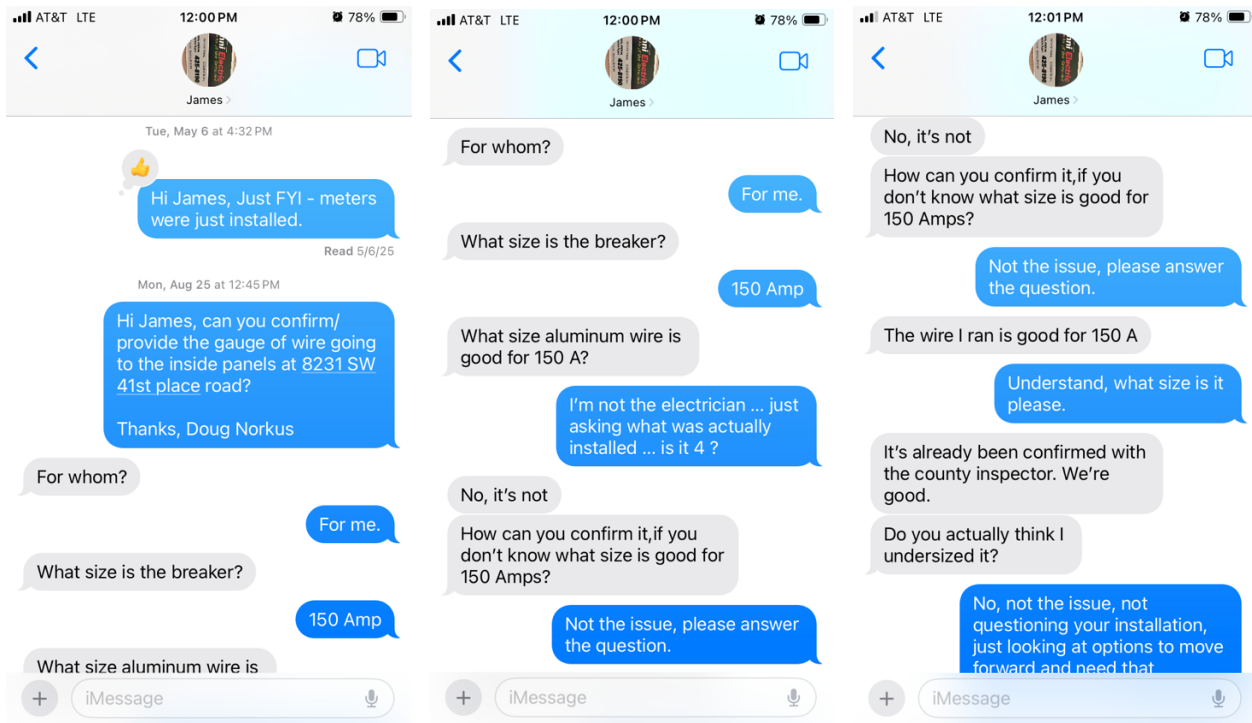 AT&T LTE
12:00 PM
78%
James
Tue, May 6 at 4:32 PM
Hi James, Just FYI - meters
were just installed.
Read 5/6/25
Mon, Aug 25 at 12:45 PM
Hi James, can you confirm/
provide the gauge of wire going
to the inside panels at 8231 SW
41st place road?
Thanks, Doug Norkus
For whom?
For me.
What size is the breaker?
150 Amp
What size aluminum wire is
iMessage
AT&T LTE
12:00 PM
78%
James
For whom?
For me.
What size is the breaker?
150 Amp
What size aluminum wire is
good for 150 A?
I'm not the electrician ... just
asking what was actually
installed ... is it 4 ?
No, it's not
How can you confirm it,if you
don't know what size is good for
150 Amps?
Not the issue, please answer
the question.
iMessage
AT&T LTE
12:01 PM
78%
James
No, it's not
How can you confirm it,if you
don't know what size is good for
150 Amps?
Not the issue, please answer
the question.
The wire I ran is good for 150 A
Understand, what size is it
please.
It's already been confirmed with
the county inspector. We're
good.
Do you actually think I
undersized it?
No, not the issue, not
questioning your installation,
just looking at options to move
forward and need that
iMessage